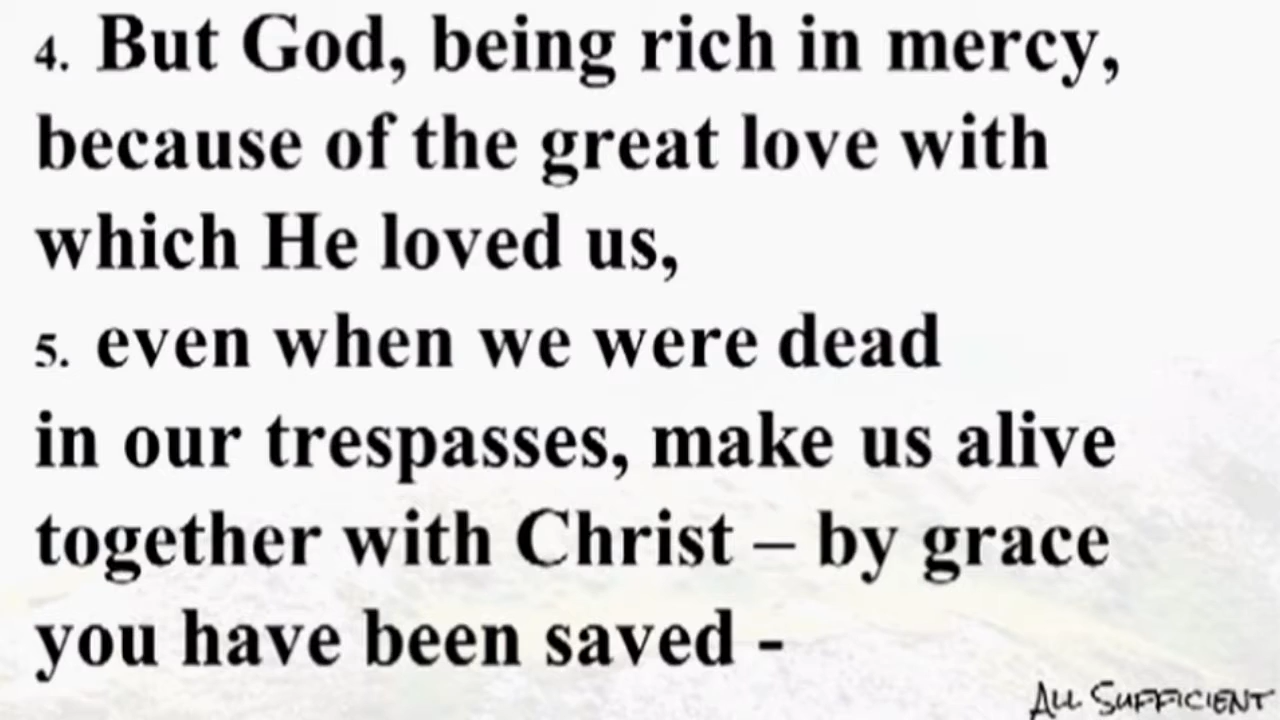 4. But God, being rich in mercy,
because of the great love with
which He loved us,
5. even when we were dead
in our trespasses, make us alive
together with Christ – by grace
you have been saved -
ALL SUFFICIENT